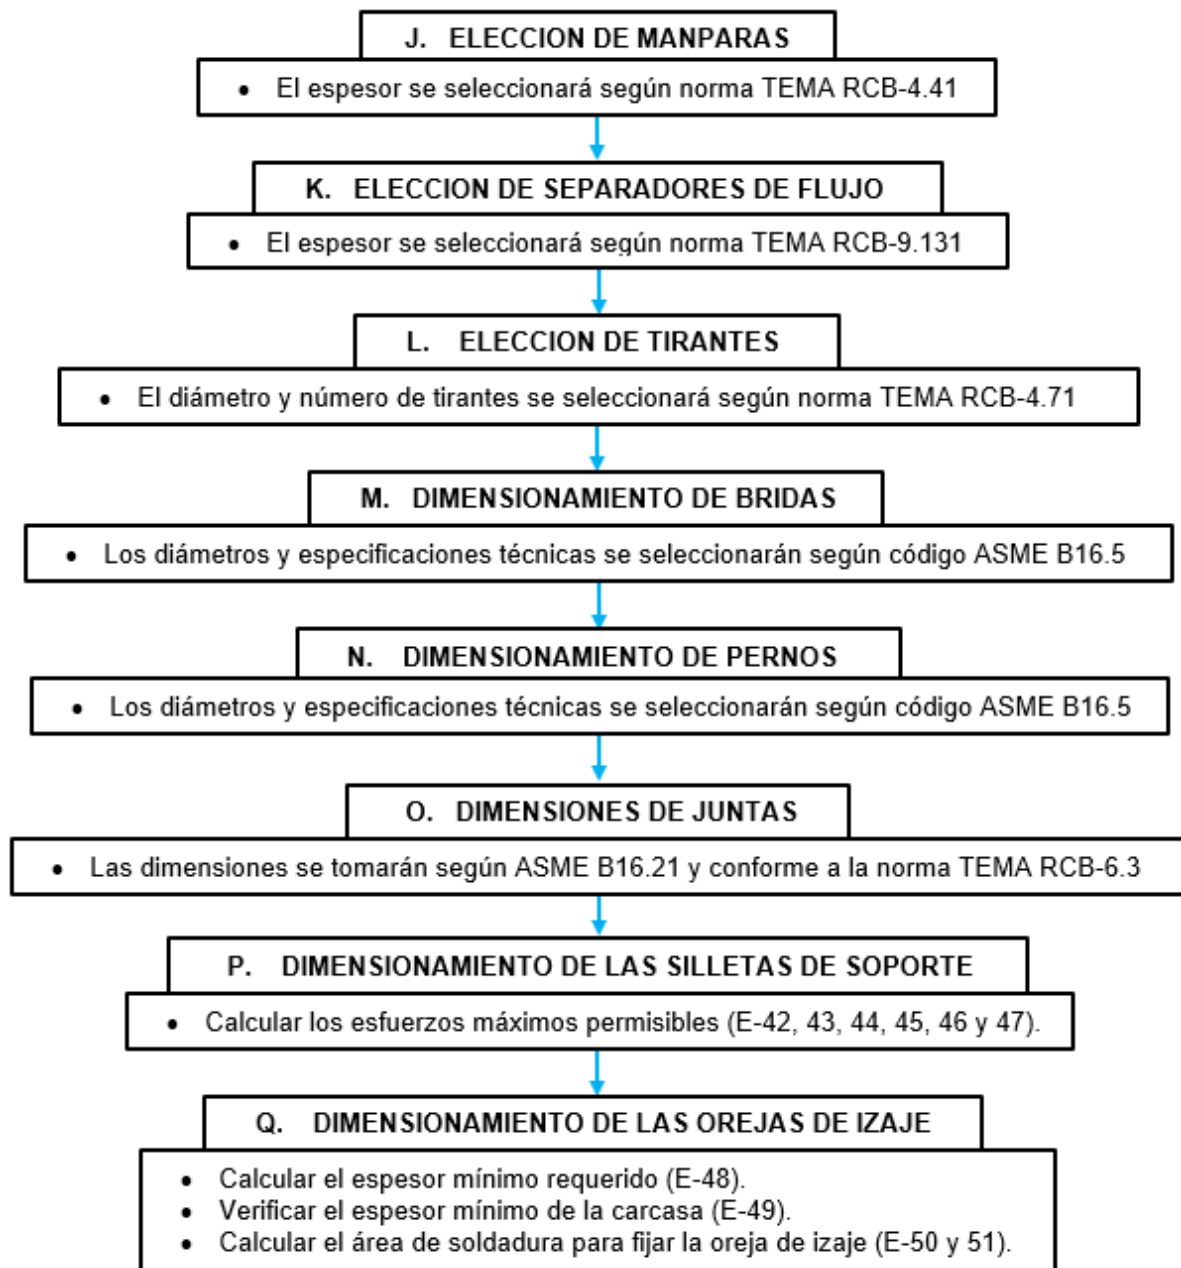 J. ELECCION DE MANPARAS
• El espesor se seleccionará según norma TEMA RCB-4.41
K. ELECCION DE SEPARADORES DE FLUJO
• El espesor se seleccionará según norma TEMA RCB-9.131
L. ELECCION DE TIRANTES
• El diámetro y número de tirantes se seleccionará según norma TEMA RCB-4.71
M. DIMENSIONAMIENTO DE BRIDAS
• Los diámetros y especificaciones técnicas se seleccionarán según código ASME B16.5
N. DIMENSIONAMIENTO DE PERNOS
• Los diámetros y especificaciones técnicas se seleccionarán según código ASME B16.5
O. DIMENSIONES DE JUNTAS
• Las dimensiones se tomarán según ASME B16.21 y conforme a la norma TEMA RCB-6.3
P. DIMENSIONAMIENTO DE LAS SILLETAS DE SOPORTE
• Calcular los esfuerzos máximos permisibles (E-42, 43, 44, 45, 46 y 47).
Q. DIMENSIONAMIENTO DE LAS OREJAS DE IZAJE
• Calcular el espesor mínimo requerido (E-48).
• Verificar el espesor mínimo de la carcasa (E-49).
• Calcular el área de soldadura para fijar la oreja de izaje (E-50 y 51).